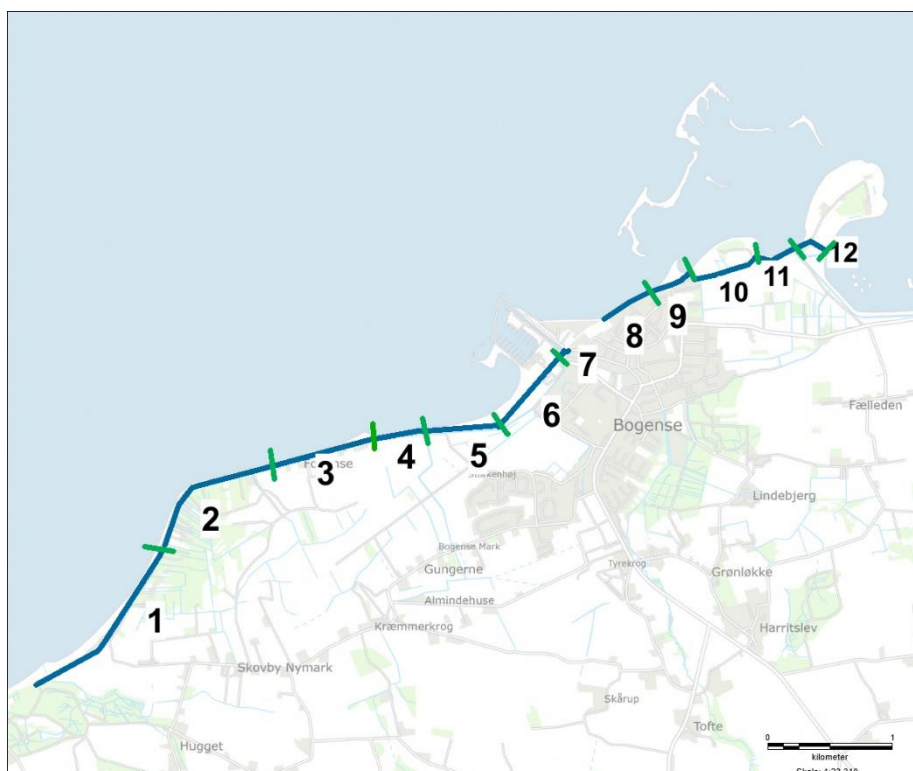 12
11
10
9
8
7
Fælleden
6
Bogense
4
5
3
2
Lindebjerg
Bogense Mark
Gungerne
Tyrekrog
Grønløkke
Almindehuse
1
Kræmmerkrog
Harritslev
Skovby Nymark
Skårup
Tofte
Hugget
0 1
kilometer